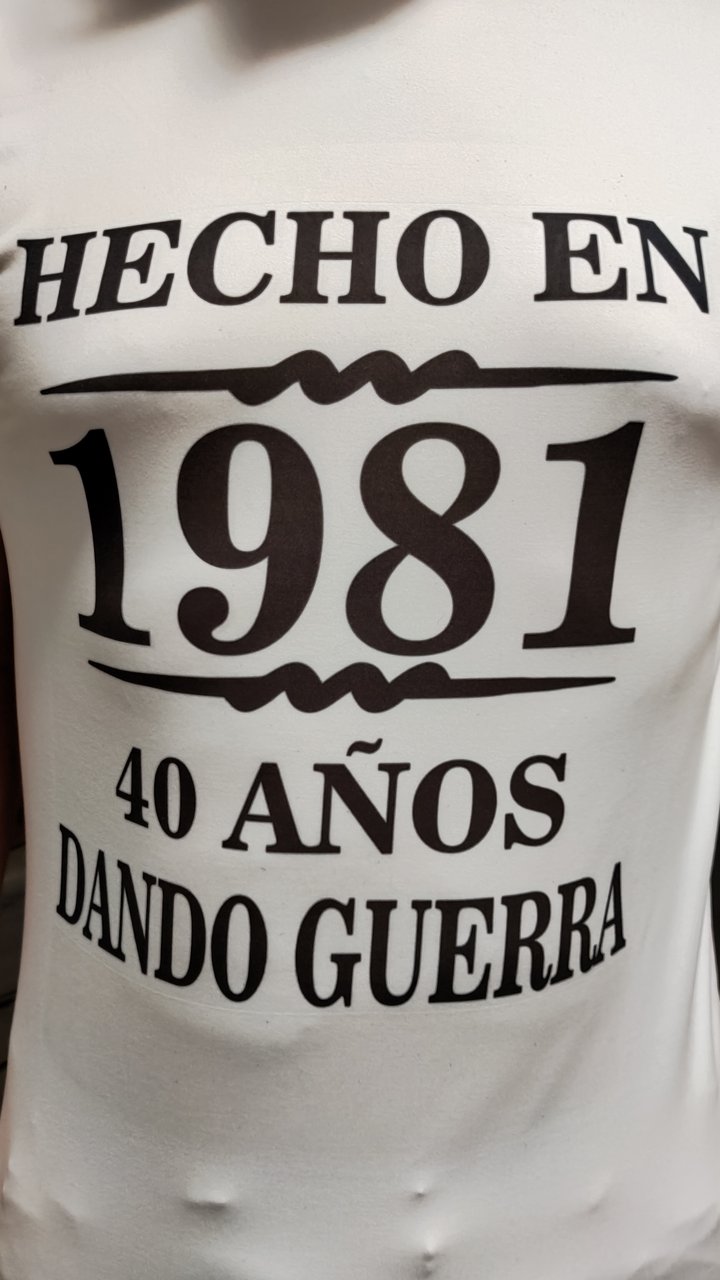 HECHO EN
1981
40 AÑOS
DANDO GUERRA